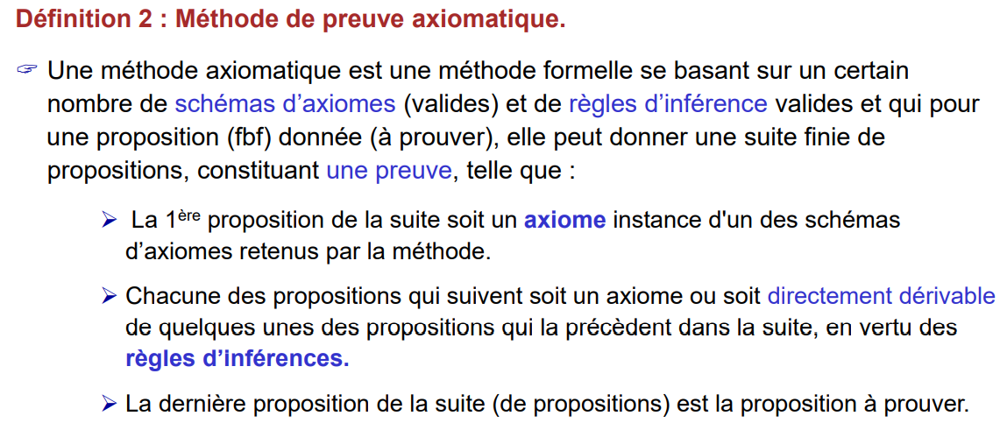 Définition 2 : Méthode de preuve axiomatique.
☞ Une méthode axiomatique est une méthode formelle se basant sur un certain
nombre de schémas d'axiomes (valides) et de règles d'inférence valides et qui pour
une proposition (fbf) donnée (à prouver), elle peut donner une suite finie de
propositions, constituant une preuve, telle que :
➢ La 1ère proposition de la suite soit un axiome instance d'un des schémas
d'axiomes retenus par la méthode.
➢ Chacune des propositions qui suivent soit un axiome ou soit directement dérivable
de quelques unes des propositions qui la précèdent dans la suite, en vertu des
règles d'inférences.
➢ La dernière proposition de la suite (de propositions) est la proposition à prouver.